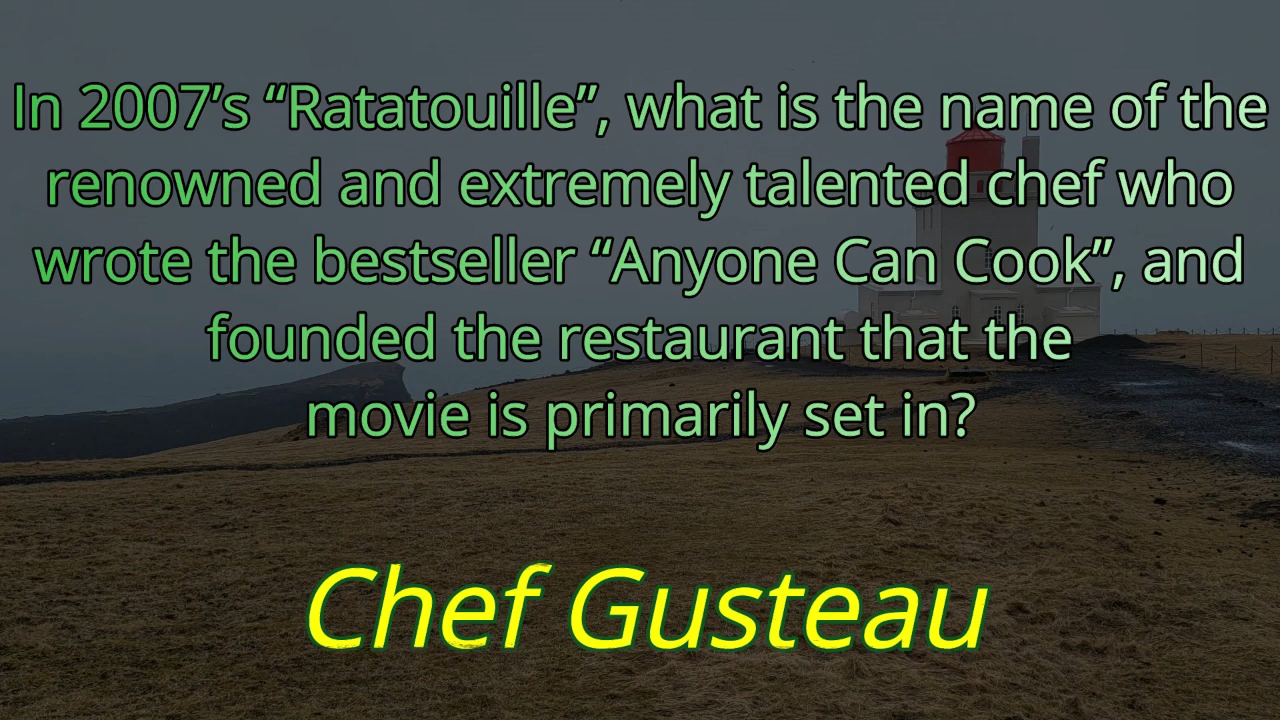 In 2007’s “Ratatouille”, what is the name of the
renowned and extremely talented chef who
wrote the bestseller “Anyone Can Cook”, and
founded the restaurant that the
movie is primarily set in?
Chef Gusteau